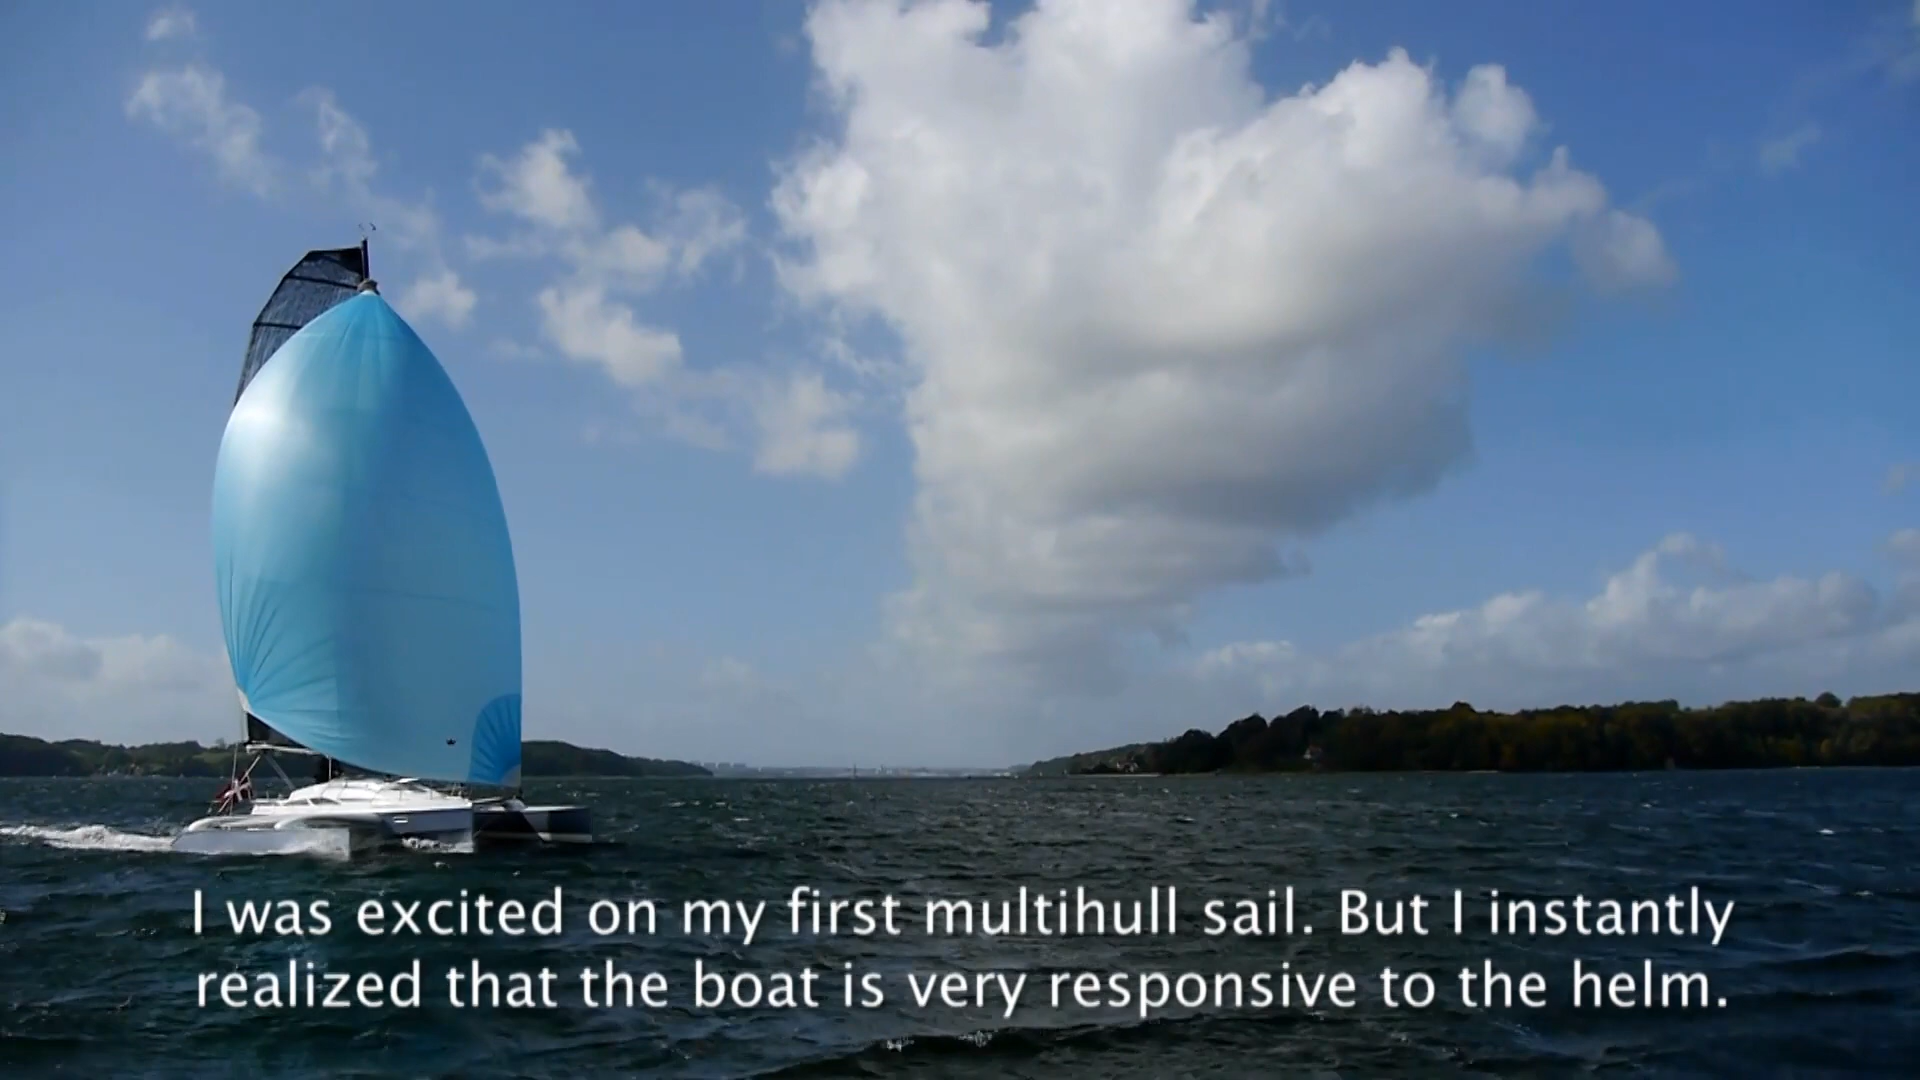 I was excited on my first multihull sail. But I instantly
realized that the boat is very responsive to the helm.